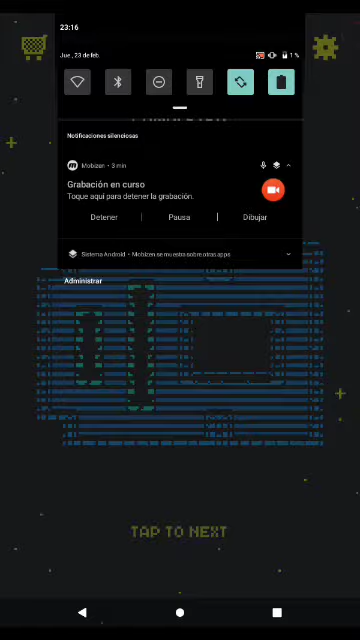 23:16
Jue., 23 de feb.
1 %
Notificaciones silenciosas
Mobizen • 3 min
Grabación en curso
Toque aquí para detener la grabación.
Detener
Pausa
Dibujar
Sistema Android • Mobizen se muestra sobre otras apps
Administrar
TAP TO NEXT